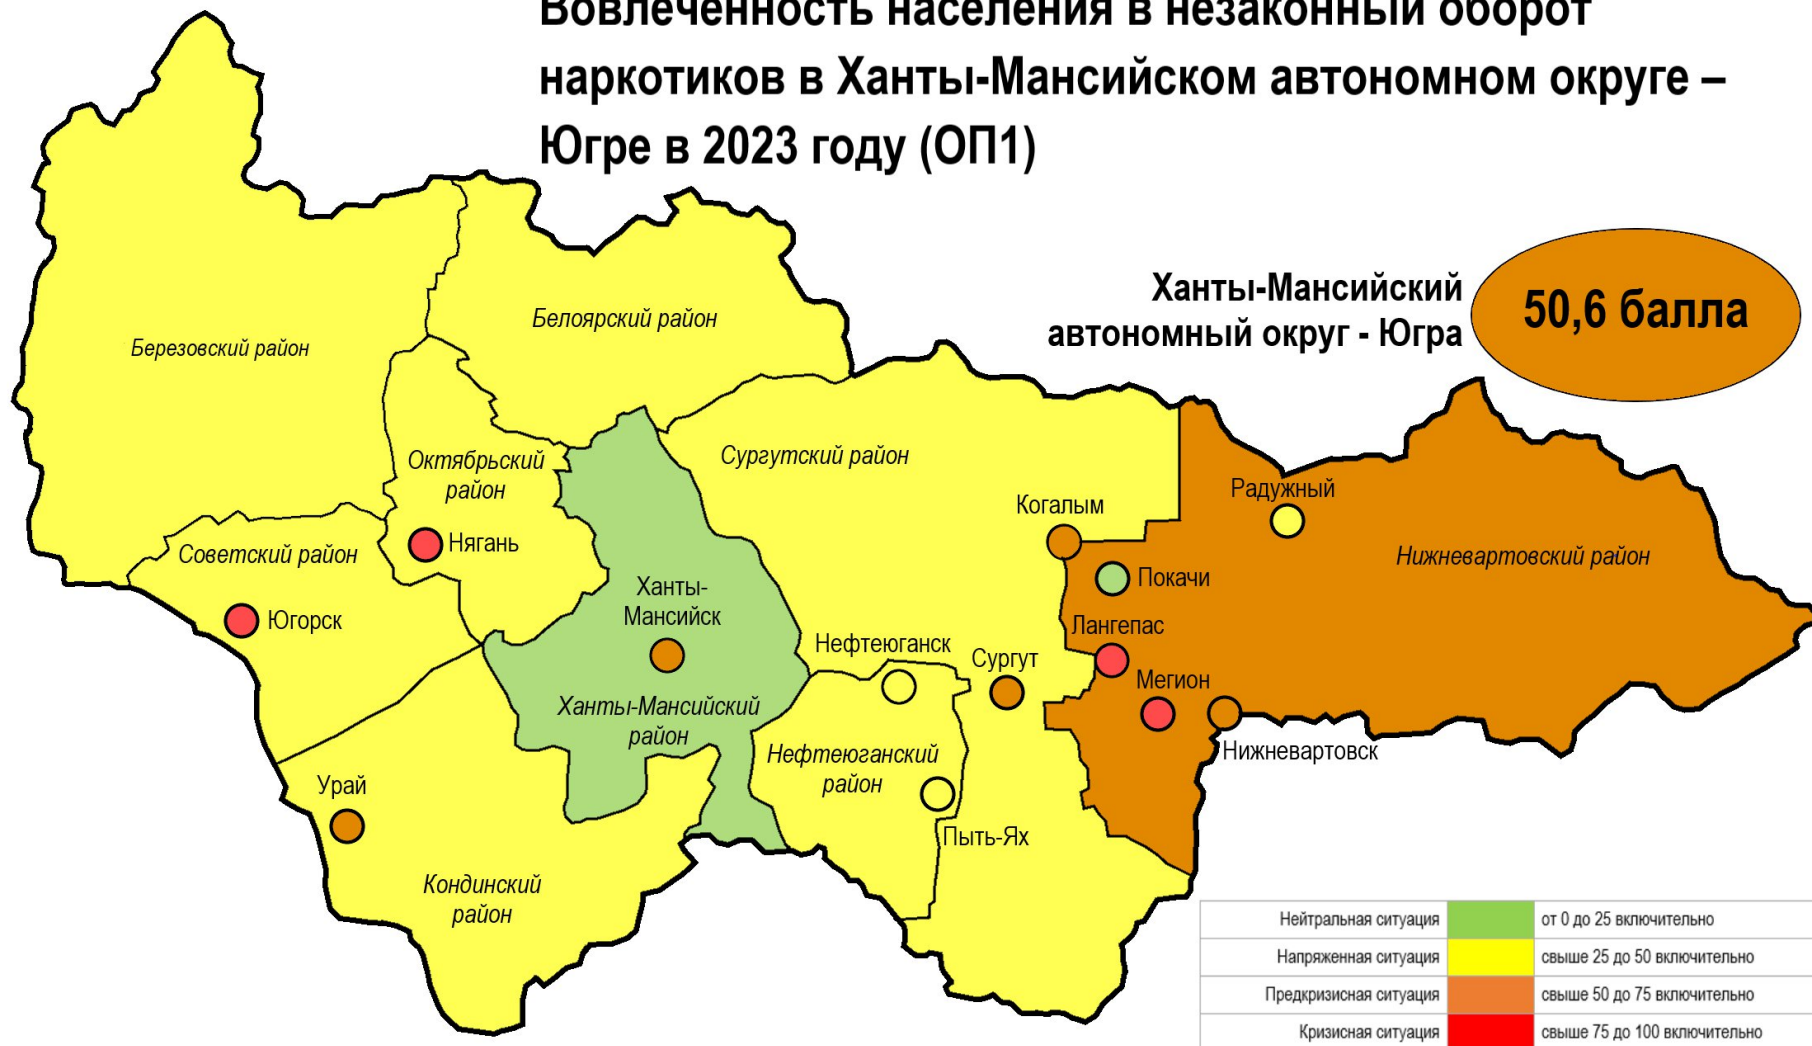 Вовлеченность населения в незаконный оборот
наркотиков в Ханты-Мансийском автономном округе –
Югре в 2023 году (ОП1)
Ханты-Мансийский
автономный округ - Югра
50,6 балла
Березовский район
Белоярский район
Октябрьский
район
Сургутский район
Советский район
Нягань
Югорск
Ханты-
Мансийск
Ханты-Мансийский
район
Когалым
Радужный
Нижневартовский район
Покачи
Лангепас
Мегион
Нижневартовск
Нефтеюганск
Сургут
Нефтеюганский
район
Пыть-Ях
Урай
Кондинский
район
Нейтральная ситуация от 0 до 25 включительно
Напряженная ситуация свыше 25 до 50 включительно
Предкризисная ситуация свыше 50 до 75 включительно
Кризисная ситуация свыше 75 до 100 включительно